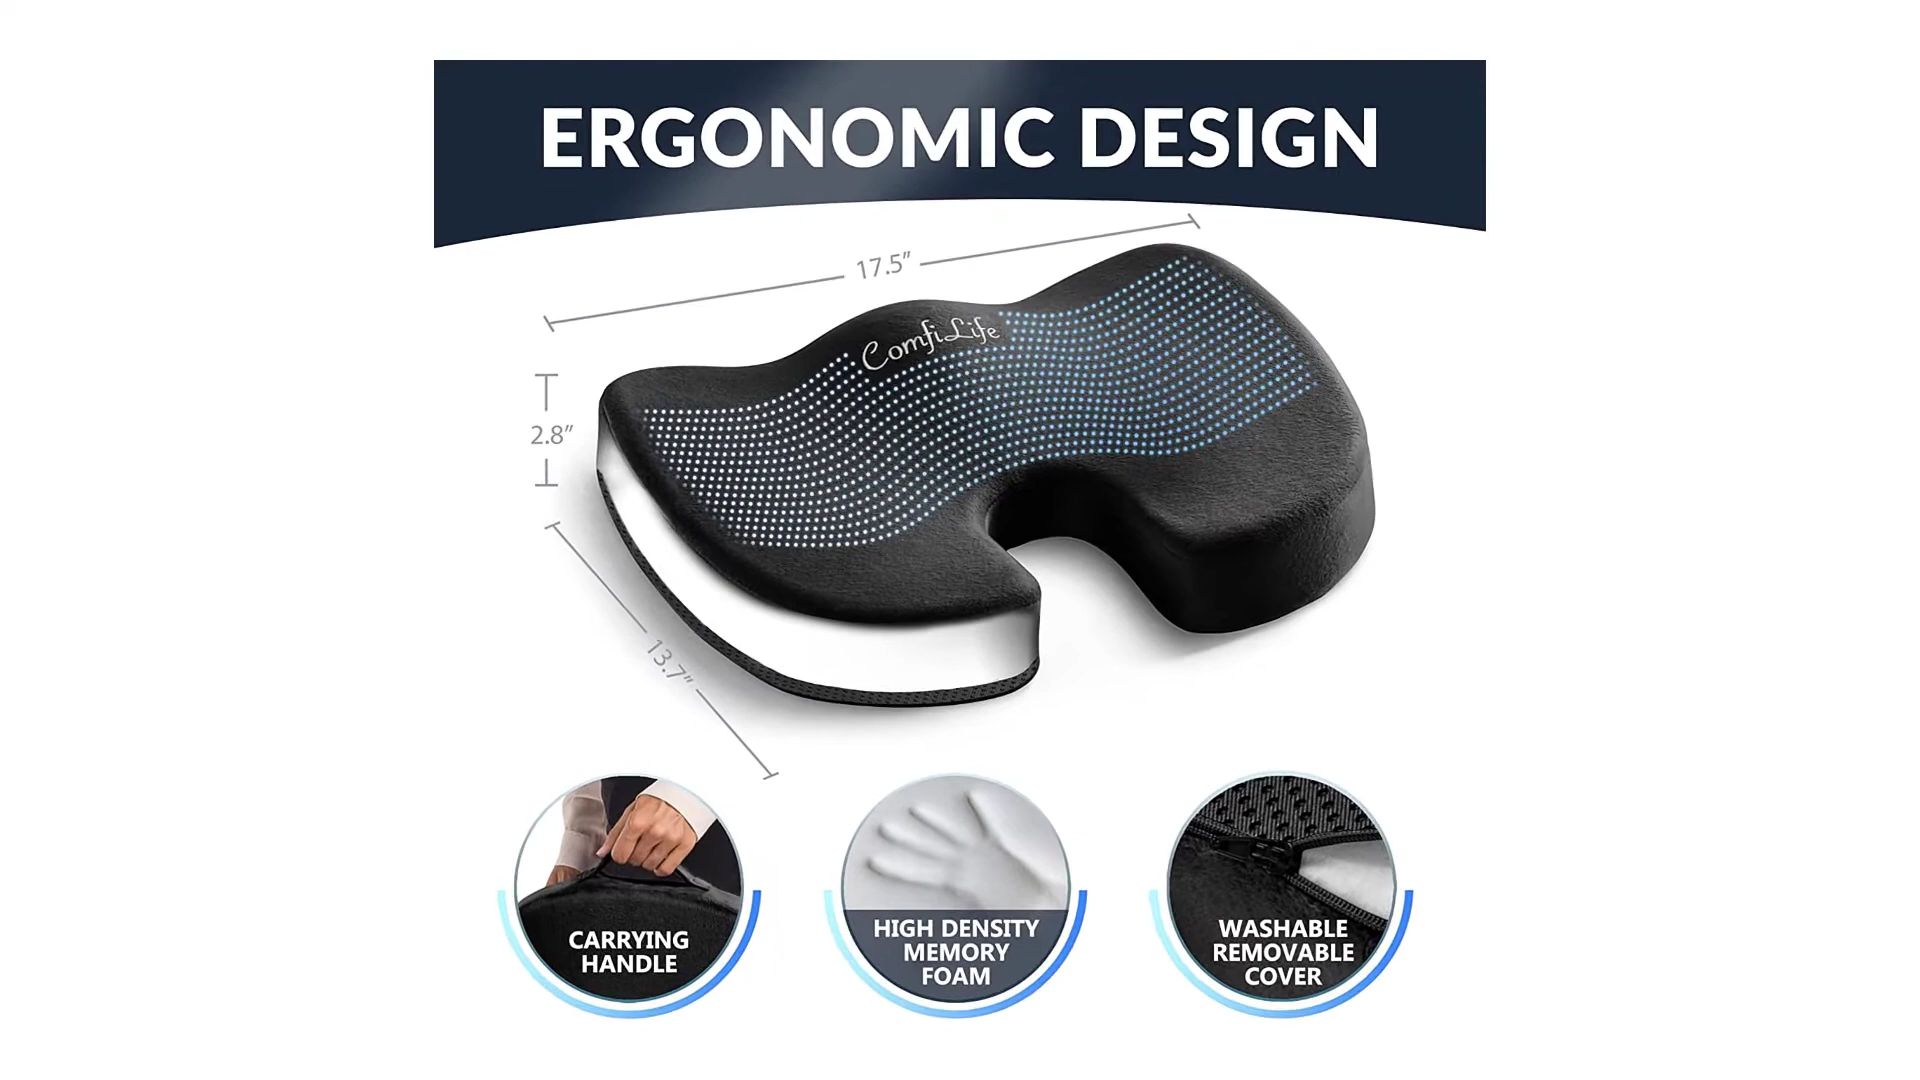 ERGONOMIC DESIGN
17.5″
ComfiLife
2.8″
13.7″
CARRYING
HANDLE
HIGH DENSITY
MEMORY
FOAM
WASHABLE
REMOVABLE
COVER